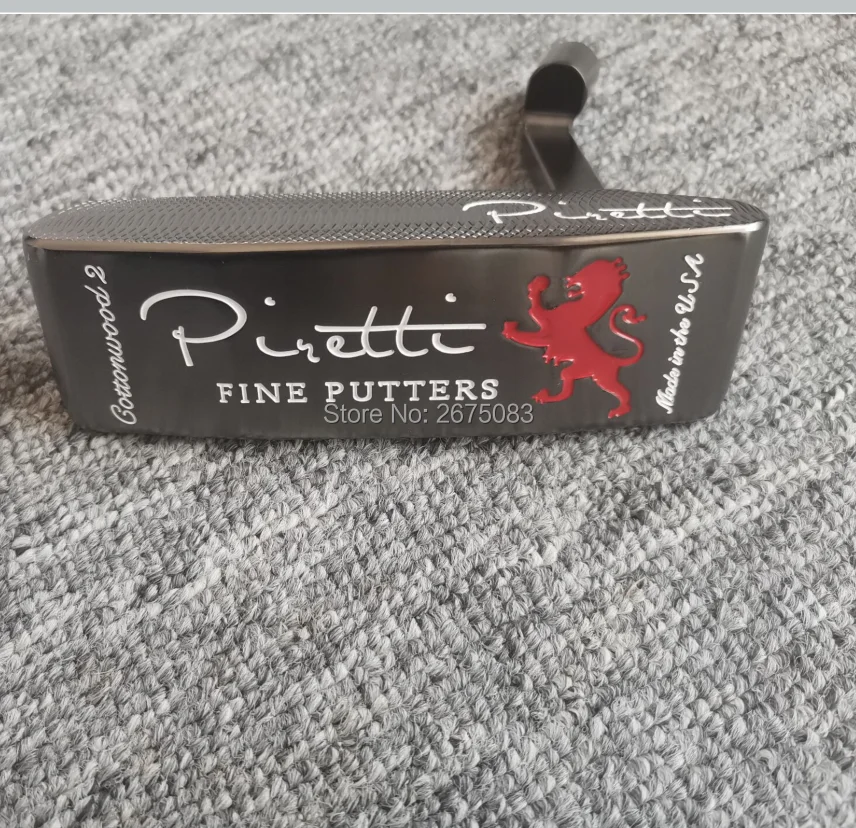 Piretti
Cottonwood 2
Piretti
FINE PUTTERS
Made in the USA
Store No: 2675083